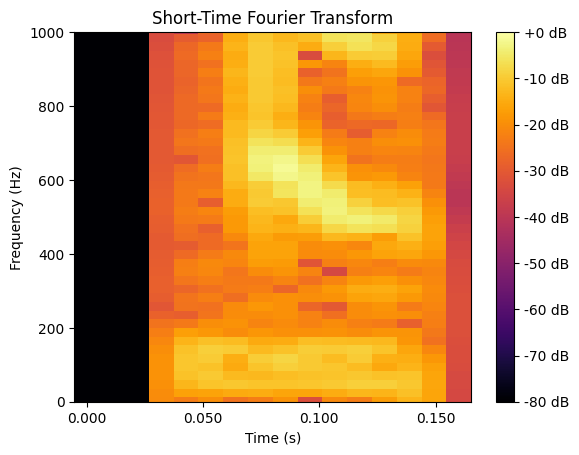 Short-Time Fourier Transform
1000
800
600
400
200
0
Frequency (Hz)
0.000
0.050
0.100
0.150
Time (s)
+0 dB
-10 dB
-20 dB
-30 dB
-40 dB
-50 dB
-60 dB
-70 dB
-80 dB